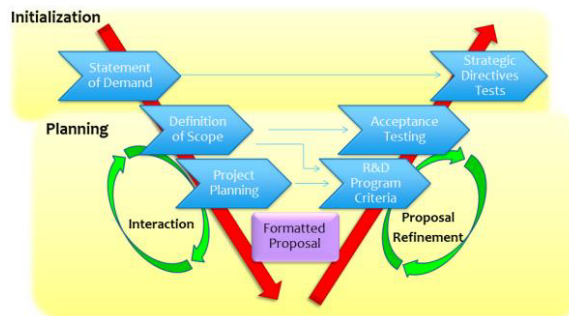 Initialization
Statement
of Demand
Strategic
Directives
Tests
Planning
Definition
of Scope
Acceptance
Testing
Project
Planning
R&D
Program
Criteria
Interaction
Formatted
Proposal
Proposal
Refinement